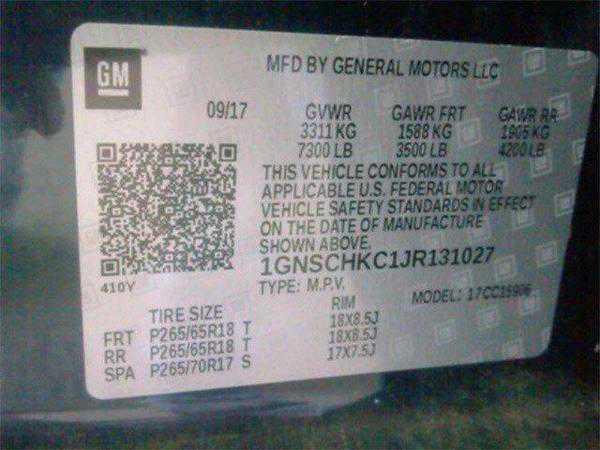 GM
MFD BY GENERAL MOTORS LLC
09/17 GVWR GAWR FRT GAWR RR
3311 KG 1588 KG 1905 KG
7300 LB 3500 LB 4200 LB
THIS VEHICLE CONFORMS TO ALL
APPLICABLE U.S. FEDERAL MOTOR
VEHICLE SAFETY STANDARDS IN EFFECT
ON THE DATE OF MANUFACTURE
SHOWN ABOVE.
1GNSCHKC1JR131027
410Y
TYPE: M.P.V. MODEL: 17CC15906
TIRE SIZE RIM
FRT P265/65R18 T 18X8.5J
RR P265/65R18 T 18X8.5J
SPA P265/70R17 S 17X7.5J